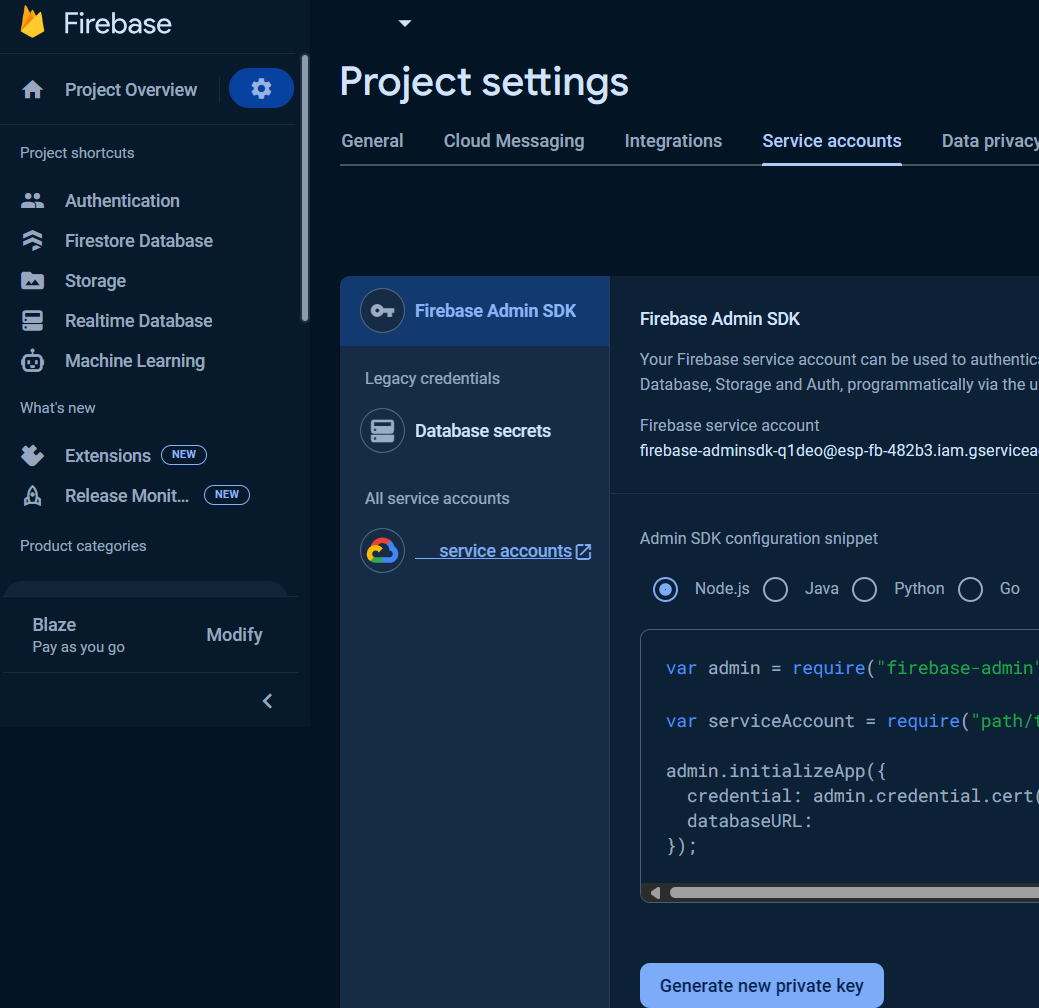 Firebase
Project Overview
Project shortcuts
Authentication
Firestore Database
Storage
Realtime Database
Machine Learning
What's new
Extensions NEW
Release Monit... NEW
Product categories
Blaze
Pay as you go
Modify
Project settings
General Cloud Messaging Integrations Service accounts Data privacy
Firebase Admin SDK
Legacy credentials
Database secrets
All service accounts
service accounts
Firebase Admin SDK
Your Firebase service account can be used to authentica
Database, Storage and Auth, programmatically via the u
Firebase service account
firebase-adminsdk-q1deo@esp-fb-482b3.iam.gserviceac
Admin SDK configuration snippet
Node.js Java Python Go
var admin = require("firebase-admin"
var serviceAccount = require("path/t
admin.initializeApp({
credential: admin.credential.cert(
databaseURL:
});
Generate new private key